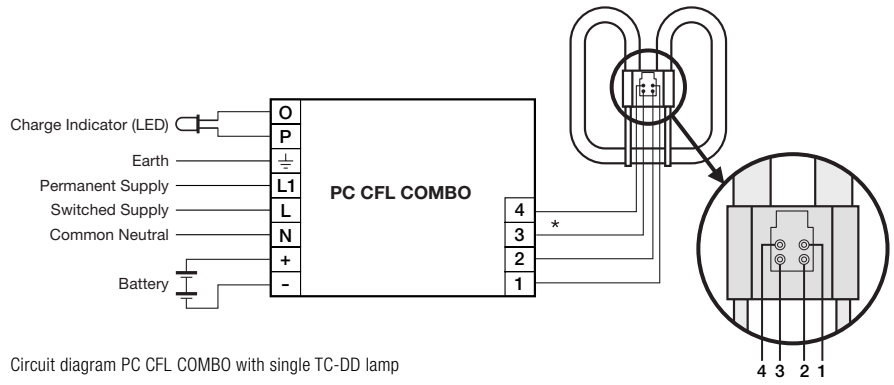 Charge Indicator (LED)
O
P
Earth
Permanent Supply
L1
Switched Supply
L
Common Neutral
N
+
Battery
-
PC CFL COMBO
4
*
3
2
1
4 3 2 1
Circuit diagram PC CFL COMBO with single TC-DD lamp